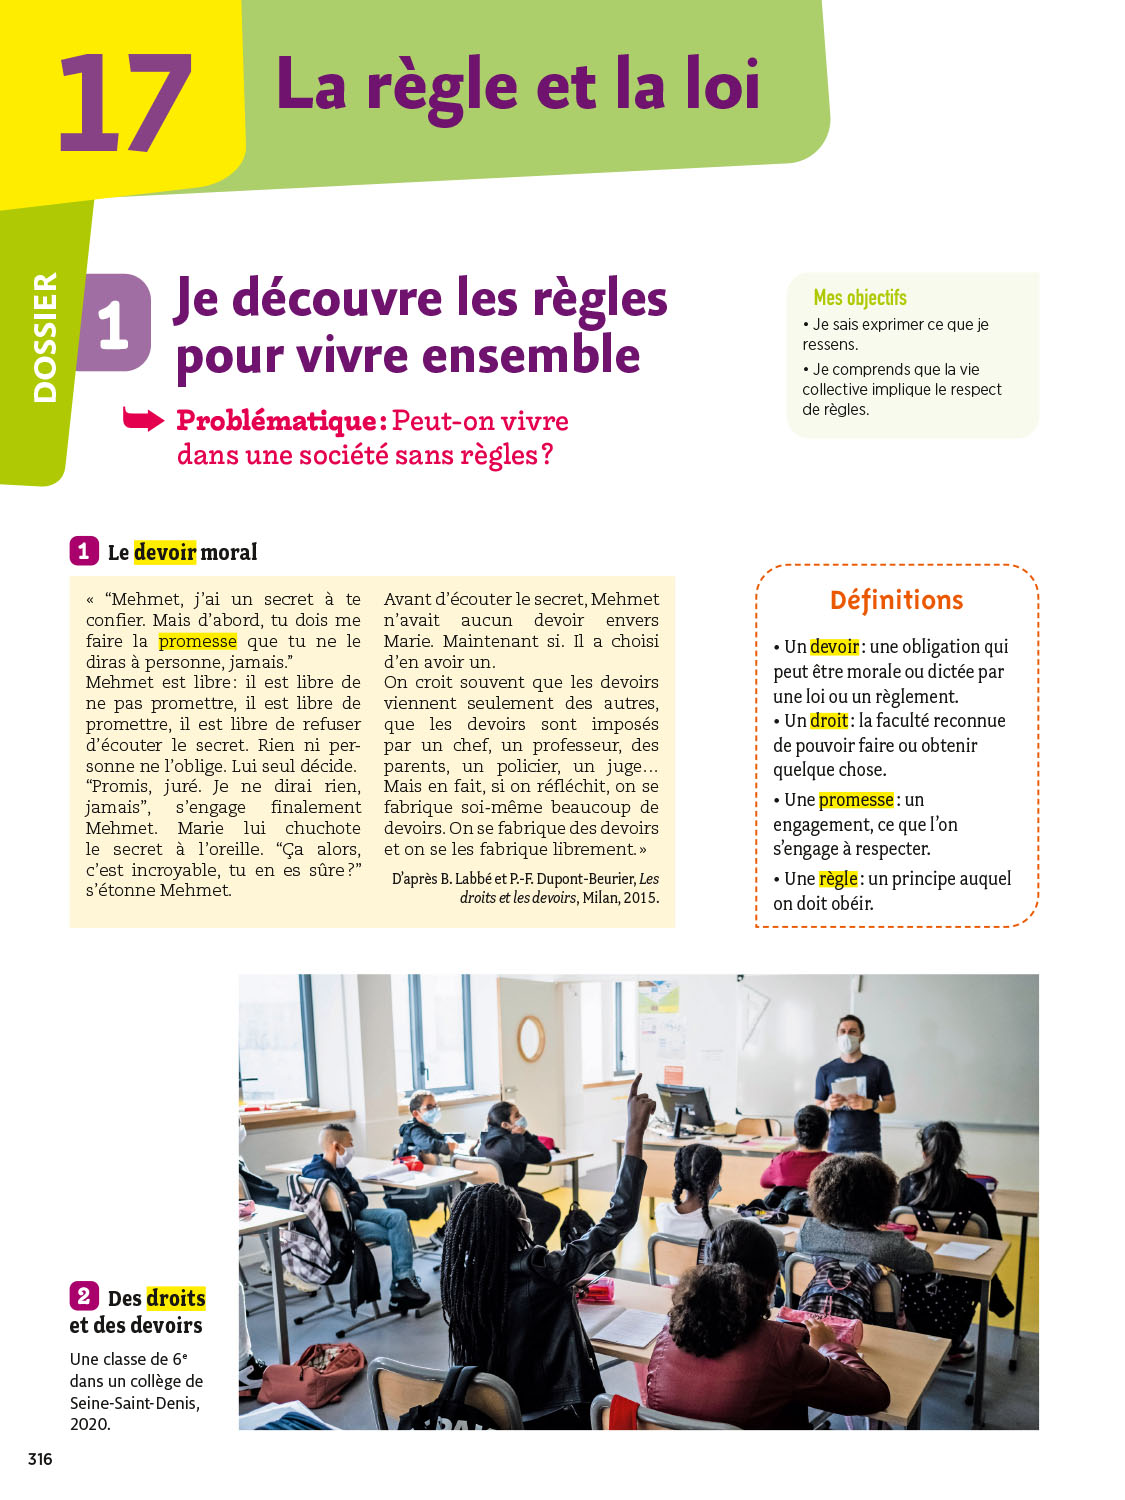 17
La règle et la loi
DOSSIER
1
Je découvre les règles
pour vivre ensemble
Problématique : Peut-on vivre
dans une société sans règles ?
Mes objectifs
• Je sais exprimer ce que je
ressens.
• Je comprends que la vie
collective implique le respect
de règles.
1 Le devoir moral
« “Mehmet, j’ai un secret à te
confier. Mais d’abord, tu dois me
faire la promesse que tu ne le
diras à personne, jamais.”
Mehmet est libre : il est libre de
ne pas promettre, il est libre de
promettre, il est libre de refuser
d’écouter le secret. Rien ni per-
sonne ne l’oblige. Lui seul décide.
“Promis, juré. Je ne dirai rien,
jamais”, s’engage finalement
Mehmet. Marie lui chuchote
le secret à l’oreille. “Ça alors,
c’est incroyable, tu en es sûre ?”
s’étonne Mehmet.
Avant d’écouter le secret, Mehmet
n’avait aucun devoir envers
Marie. Maintenant si. Il a choisi
d’en avoir un.
On croit souvent que les devoirs
viennent seulement des autres,
que les devoirs sont imposés
par un chef, un professeur, des
parents, un policier, un juge…
Mais en fait, si on réfléchit, on se
fabrique soi-même beaucoup de
devoirs. On se fabrique des devoirs
et on se les fabrique librement. »
D’après B. Labbé et P.-F. Dupont-Beurier, Les
droits et les devoirs, Milan, 2015.
Définitions
• Un devoir : une obligation qui
peut être morale ou dictée par
une loi ou un règlement.
• Un droit : la faculté reconnue
de pouvoir faire ou obtenir
quelque chose.
• Une promesse : un
engagement, ce que l’on
s’engage à respecter.
• Une règle : un principe auquel
on doit obéir.
2 Des droits
et des devoirs
Une classe de 6e
dans un collège de
Seine-Saint-Denis,
2020.
316